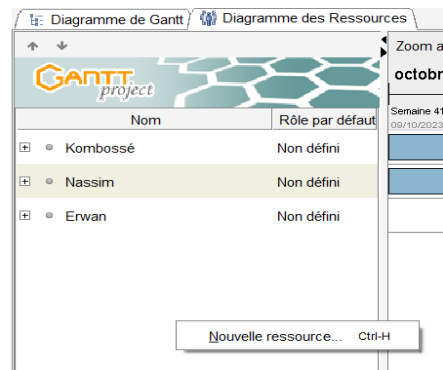 Diagramme de Gantt
Diagramme des Ressources
Zoom a
GANTT
project
octobr
Nom
Rôle par défaut
Semaine 41
09/10/2023
Kombossé
Non défini
Nassim
Non défini
Erwan
Non défini
Nouvelle ressource... Ctrl-H